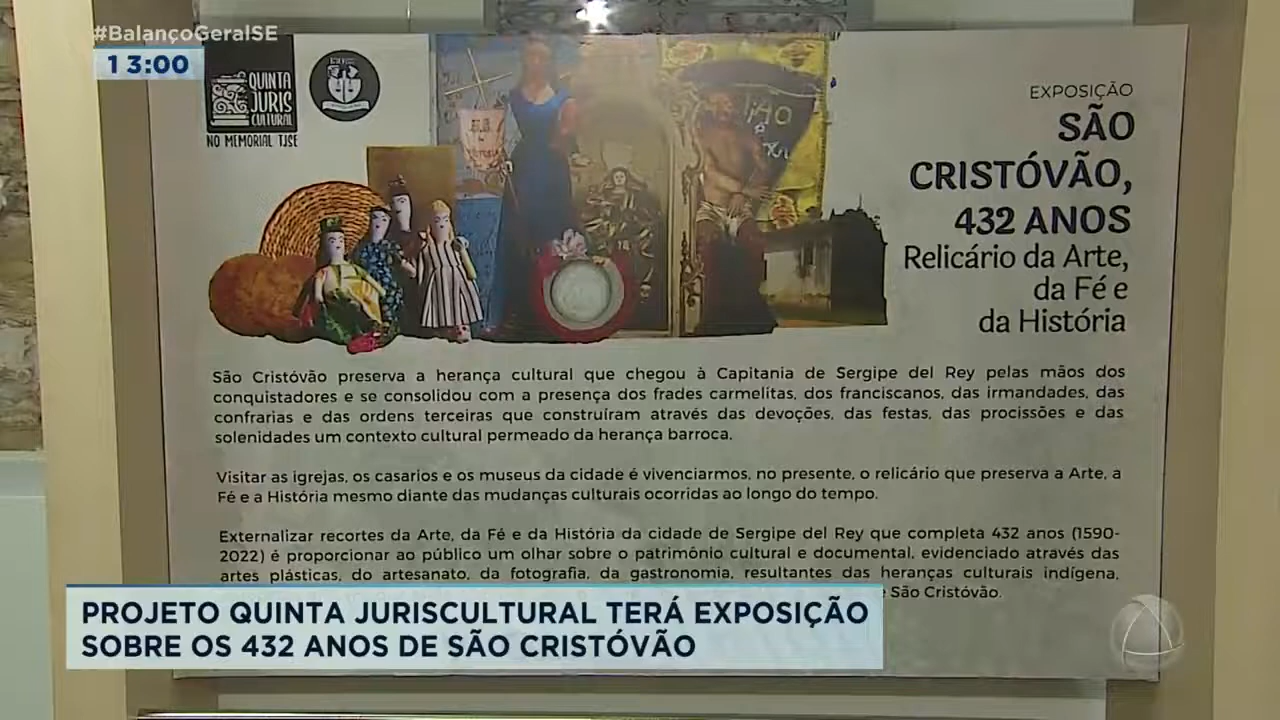 #BalançoGeralSE
13:00
QUINTA
JURIS
CULTURAL
NO MEMORIAL TJSE
EXPOSIÇÃO
SÃO
CRISTÓVÃO,
432 ANOS
Relicário da Arte,
da Fé e
da História
São Cristóvão preserva a herança cultural que chegou à Capitania de Sergipe del Rey pelas mãos dos
conquistadores e se consolidou com a presença dos frades carmelitas, dos franciscanos, das irmandades, das
confrarias e das ordens terceiras que construíram através das devoções, das festas, das procissões e das
solenidades um contexto cultural permeado da herança barroca.
Visitar as igrejas, os casarios e os museus da cidade é vivenciarmos, no presente, o relicário que preserva a Arte, a
Fé e a História mesmo diante das mudanças culturais ocorridas ao longo do tempo.
Externalizar recortes da Arte, da Fé e da História da cidade de Sergipe del Rey que completa 432 anos (1590-
2022) é proporcionar ao público um olhar sobre o patrimônio cultural e documental, evidenciado através das
artes plásticas, do artesanato, da fotografia, da gastronomia, resultantes das heranças culturais indígena,
São Cristóvão.
PROJETO QUINTA JURISCULTURAL TERÁ EXPOSIÇÃO
SOBRE OS 432 ANOS DE SÃO CRISTÓVÃO